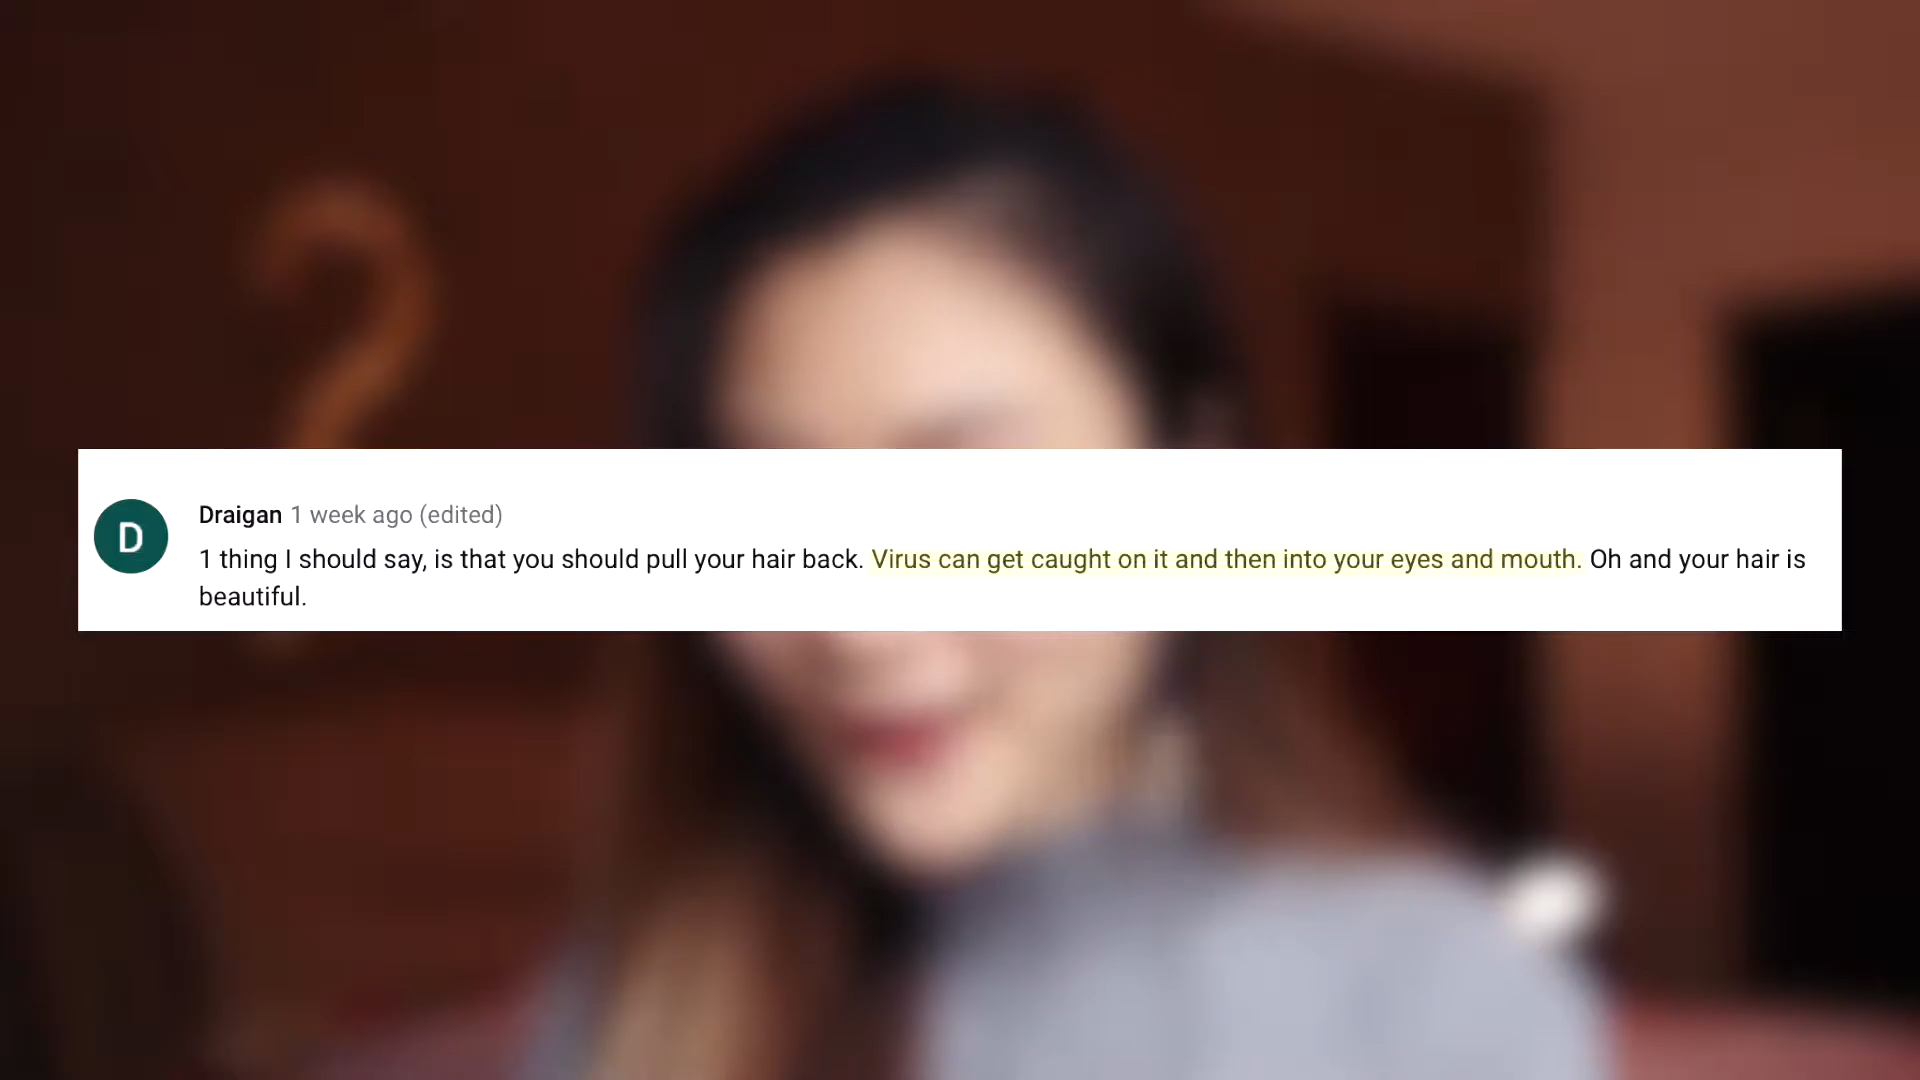 D
Draigan 1 week ago (edited)
1 thing I should say, is that you should pull your hair back. Virus can get caught on it and then into your eyes and mouth. Oh and your hair is
beautiful.